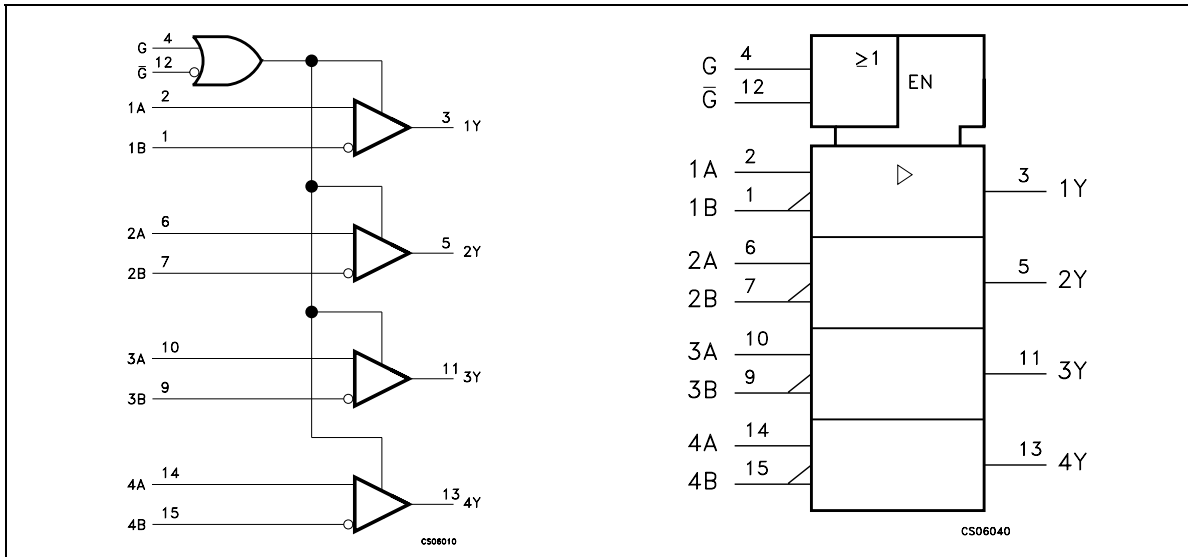 G 4
G̅ 12
1A 2
1B 1
3 1Y
2A 6
2B 7
5 2Y
3A 10
3B 9
11 3Y
4A 14
4B 15
13 4Y
CS06010
G 4
G̅ 12
≥1
EN
1A 2
1B 1
3 1Y
2A 6
2B 7
5 2Y
3A 10
3B 9
11 3Y
4A 14
4B 15
13 4Y
CS06040